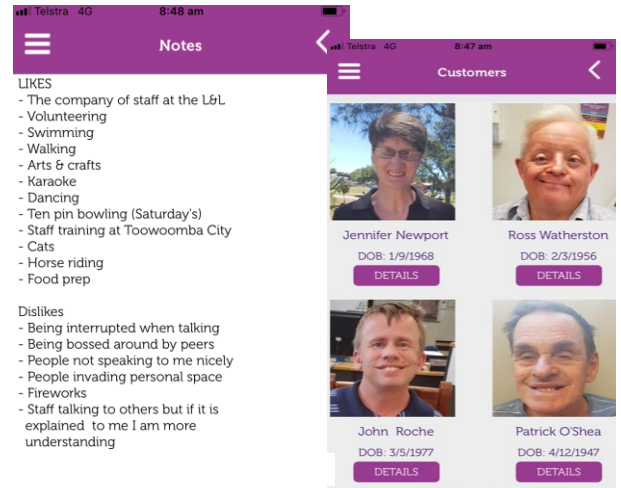 Telstra 4G 8:48 am
Notes
LIKES
- The company of staff at the L&L
- Volunteering
- Swimming
- Walking
- Arts & crafts
- Karaoke
- Dancing
- Ten pin bowling (Saturday's)
- Staff training at Toowoomba City
- Cats
- Horse riding
- Food prep
Dislikes
- Being interrupted when talking
- Being bossed around by peers
- People not speaking to me nicely
- People invading personal space
- Fireworks
- Staff talking to others but if it is
explained to me I am more
understanding
Telstra 4G 8:47 am
Customers
Jennifer Newport
DOB: 1/9/1968
DETAILS
Ross Watherston
DOB: 2/3/1956
DETAILS
John Roche
DOB: 3/5/1977
DETAILS
Patrick O'Shea
DOB: 4/12/1947
DETAILS